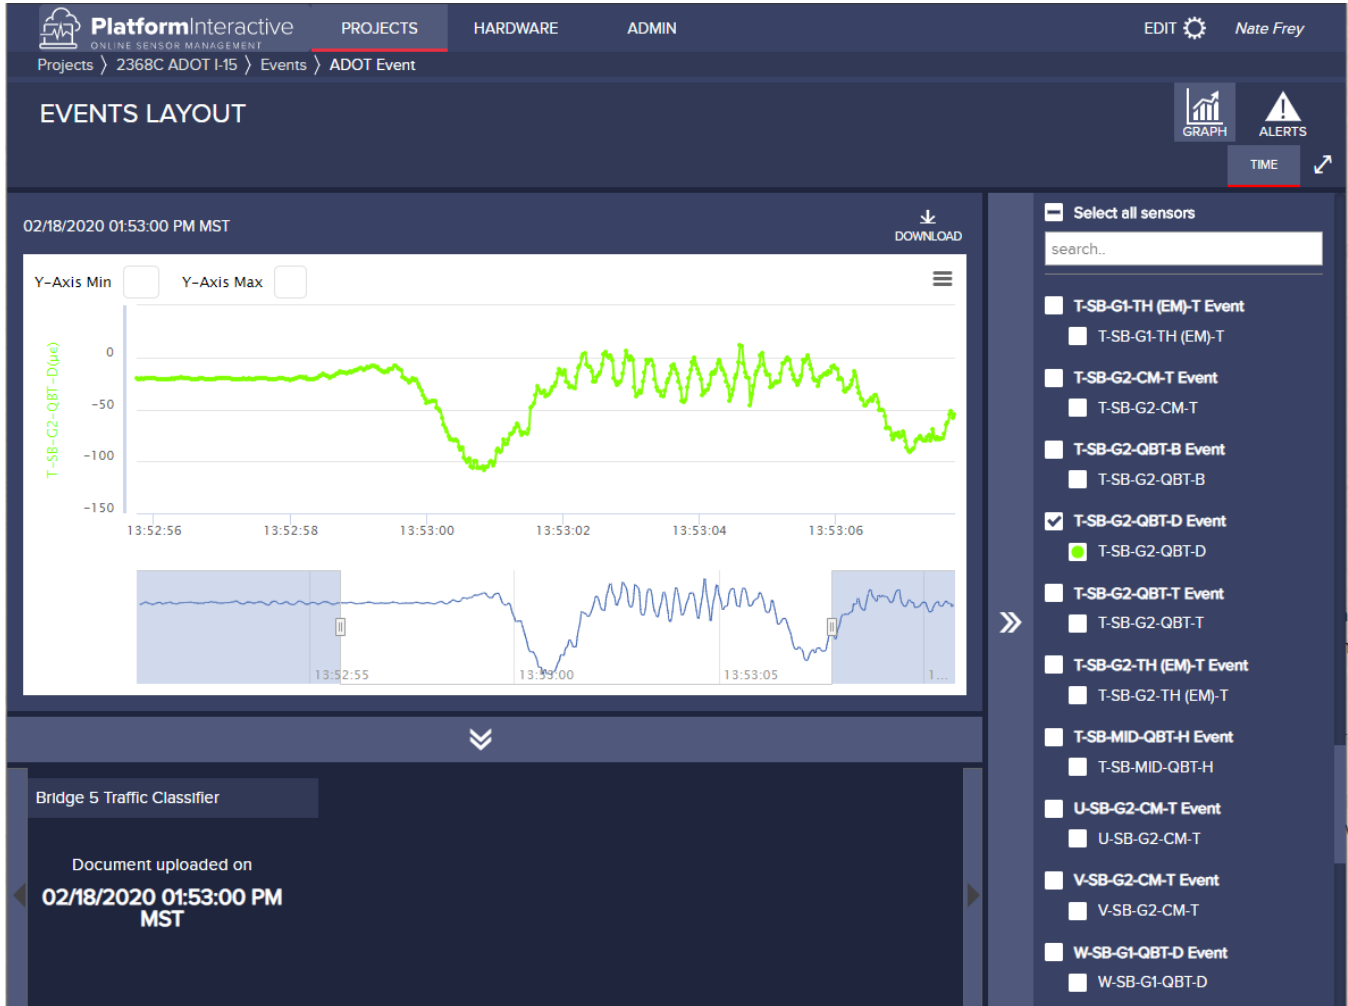 PlatformInteractive
ONLINE SENSOR MANAGEMENT
PROJECTS
HARDWARE
ADMIN
EDIT
Nate Frey
Projects 〉 2368C ADOT I-15 〉 Events 〉 ADOT Event
EVENTS LAYOUT
GRAPH
ALERTS
TIME
02/18/2020 01:53:00 PM MST
DOWNLOAD
Y-Axis Min
Y-Axis Max
T-SB-G2-QBT-D(με)
0
-50
-100
-150
13:52:56
13:52:58
13:53:00
13:53:02
13:53:04
13:53:06
13:52:55
13:53:00
13:53:05
1...
Bridge 5 Traffic Classifier
Document uploaded on
02/18/2020 01:53:00 PM
MST
Select all sensors
search..
T-SB-G1-TH (EM)-T Event
T-SB-G1-TH (EM)-T
T-SB-G2-CM-T Event
T-SB-G2-CM-T
T-SB-G2-QBT-B Event
T-SB-G2-QBT-B
T-SB-G2-QBT-D Event
T-SB-G2-QBT-D
T-SB-G2-QBT-T Event
T-SB-G2-QBT-T
T-SB-G2-TH (EM)-T Event
T-SB-G2-TH (EM)-T
T-SB-MID-QBT-H Event
T-SB-MID-QBT-H
U-SB-G2-CM-T Event
U-SB-G2-CM-T
V-SB-G2-CM-T Event
V-SB-G2-CM-T
W-SB-G1-QBT-D Event
W-SB-G1-QBT-D